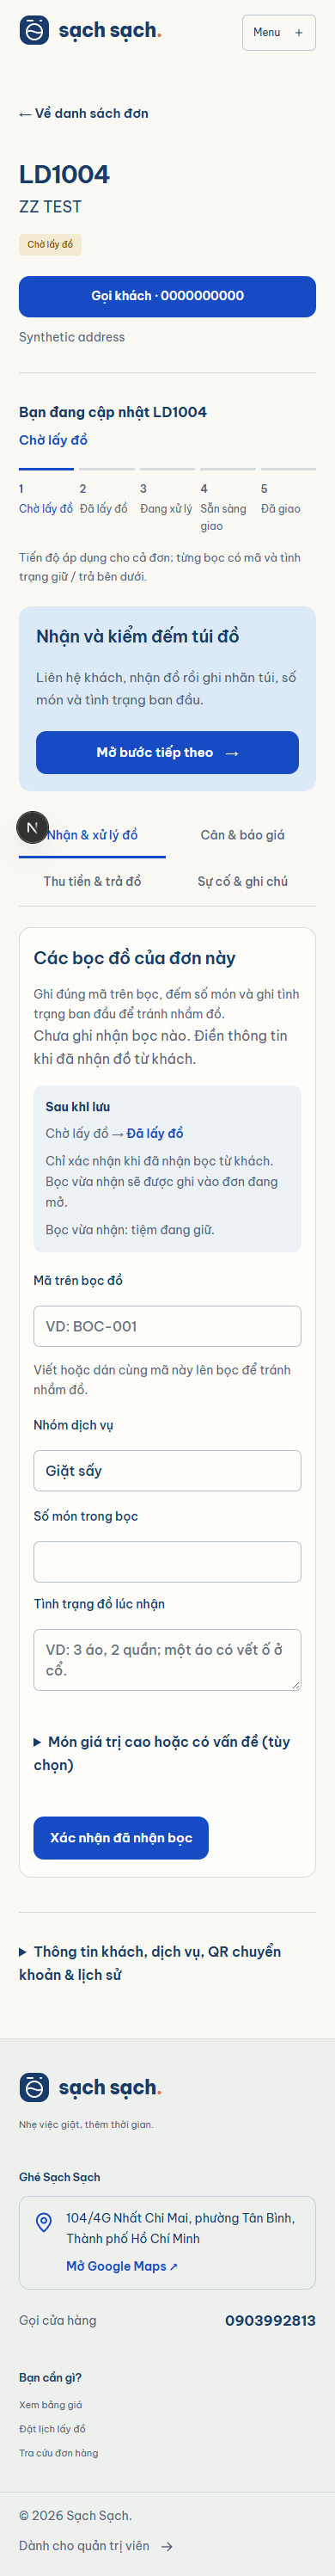 sạch sạch.
Menu +
← Về danh sách đơn
LD1004
ZZ TEST
Chờ lấy đồ
Gọi khách · 0000000000
Synthetic address
Bạn đang cập nhật LD1004
Chờ lấy đồ
1 2 3 4 5
Chờ lấy đồ Đã lấy đồ Đang xử lý Sẵn sàng Đã giao
giao
Tiến độ áp dụng cho cả đơn; từng bọc có mã và tình
trạng giữ / trả bên dưới.
Nhận và kiểm đếm túi đồ
Liên hệ khách, nhận đồ rồi ghi nhãn túi, số
món và tình trạng ban đầu.
Mở bước tiếp theo →
N
Nhận & xử lý đồ Cân & báo giá
Thu tiền & trả đồ Sự cố & ghi chú
Các bọc đồ của đơn này
Ghi đúng mã trên bọc, đếm số món và ghi tình
trạng ban đầu để tránh nhầm đồ.
Chưa ghi nhận bọc nào. Điền thông tin
khi đã nhận đồ từ khách.
Sau khi lưu
Chờ lấy đồ → Đã lấy đồ
Chỉ xác nhận khi đã nhận bọc từ khách.
Bọc vừa nhận sẽ được ghi vào đơn đang
mở.
Bọc vừa nhận: tiệm đang giữ.
Mã trên bọc đồ
VD: BOC-001
Viết hoặc dán cùng mã này lên bọc để tránh
nhầm đồ.
Nhóm dịch vụ
Giặt sấy
Số món trong bọc
Tình trạng đồ lúc nhận
VD: 3 áo, 2 quần; một áo có vết ố ở
cổ.
▶ Món giá trị cao hoặc có vấn đề (tùy
chọn)
Xác nhận đã nhận bọc
▶ Thông tin khách, dịch vụ, QR chuyển
khoản & lịch sử
sạch sạch.
Nhẹ việc giặt, thêm thời gian.
Ghé Sạch Sạch
104/4G Nhất Chi Mai, phường Tân Bình,
Thành phố Hồ Chí Minh
Mở Google Maps ↗
Gọi cửa hàng 0903992813
Bạn cần gì?
Xem bảng giá
Đặt lịch lấy đồ
Tra cứu đơn hàng
© 2026 Sạch Sạch.
Dành cho quản trị viên →